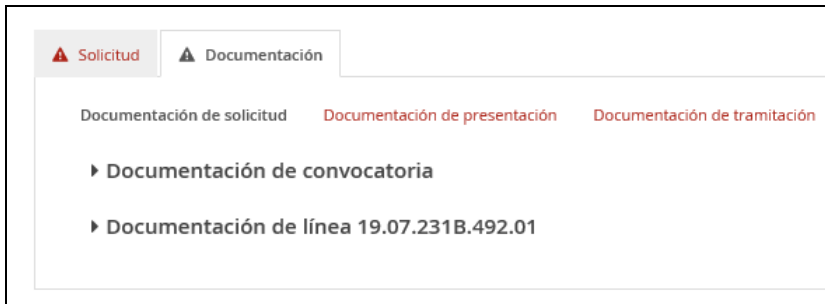 Solicitud Documentación
Documentación de solicitud Documentación de presentación Documentación de tramitación
Documentación de convocatoria
Documentación de línea 19.07.231B.492.01